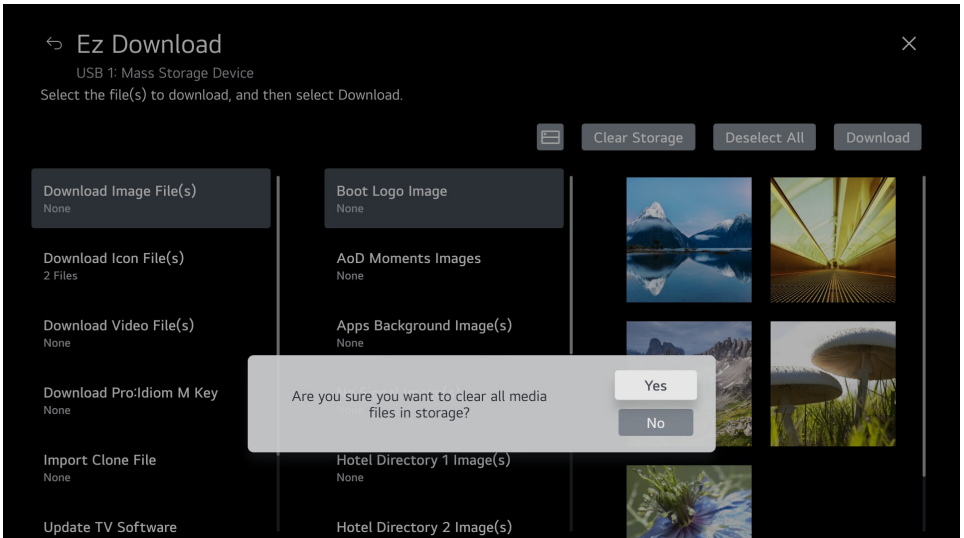 Ez Download
USB 1: Mass Storage Device
Select the file(s) to download, and then select Download.
Clear Storage
Deselect All
Download
Download Image File(s)
None
Download Icon File(s)
2 Files
Download Video File(s)
None
Download Pro:Idiom M Key
None
Import Clone File
None
Update TV Software
Boot Logo Image
None
AoD Moments Images
None
Apps Background Image(s)
None
Hotel Directory 1 Image(s)
None
Hotel Directory 2 Image(s)
Are you sure you want to clear all media
files in storage?
Yes
No